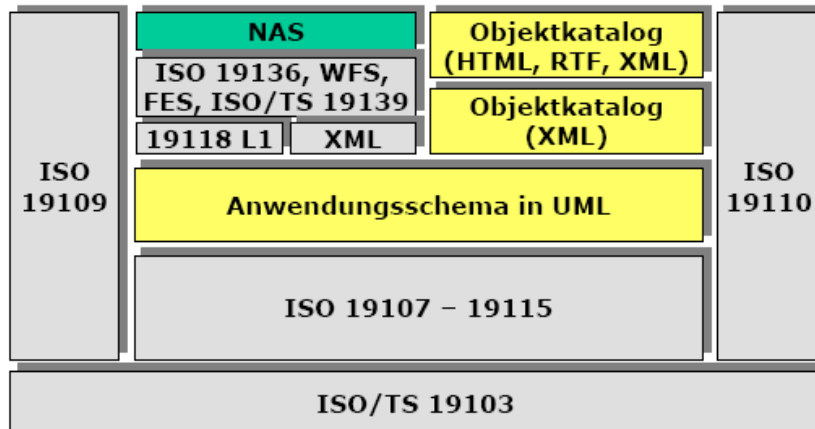 NAS
ISO 19136, WFS,
FES, ISO/TS 19139
19118 L1
XML
Objektkatalog
(HTML, RTF, XML)
Objektkatalog
(XML)
ISO
19109
Anwendungsschema in UML
ISO
19110
ISO 19107 – 19115
ISO/TS 19103